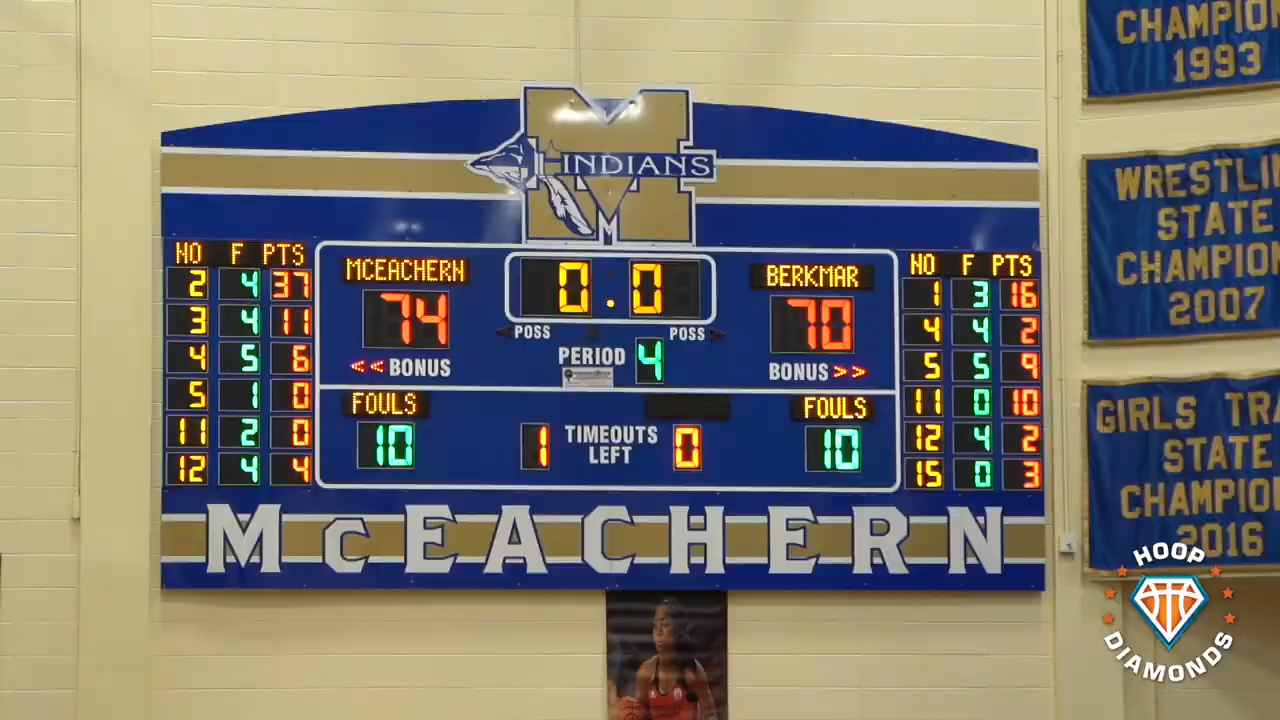 INDIANS
NO F PTS
2 4 37
3 4 11
4 5 6
5 1 0
11 2 0
12 4 4
MCEACHERN
74
<< BONUS
0.0
POSS POSS
PERIOD 4
BERKMAR
70
BONUS >>
FOULS
10
1 TIMEOUTS LEFT 0
FOULS
10
NO F PTS
1 3 16
4 4 2
5 5 9
11 0 10
12 4 2
15 0 3
McEACHERN
CHAMPION
1993
WRESTLIN
STATE
CHAMPION
2007
GIRLS TRA
STATE
CHAMPION
2016
HOOP
DIAMONDS